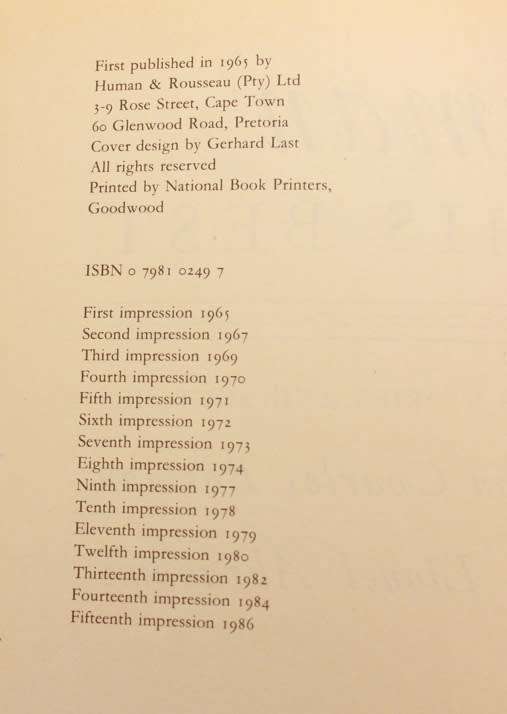 First published in 1965 by
Human & Rousseau (Pty) Ltd
3-9 Rose Street, Cape Town
60 Glenwood Road, Pretoria
Cover design by Gerhard Last
All rights reserved
Printed by National Book Printers,
Goodwood
ISBN 0 7981 0249 7
First impression 1965
Second impression 1967
Third impression 1969
Fourth impression 1970
Fifth impression 1971
Sixth impression 1972
Seventh impression 1973
Eighth impression 1974
Ninth impression 1977
Tenth impression 1978
Eleventh impression 1979
Twelfth impression 1980
Thirteenth impression 1982
Fourteenth impression 1984
Fifteenth impression 1986